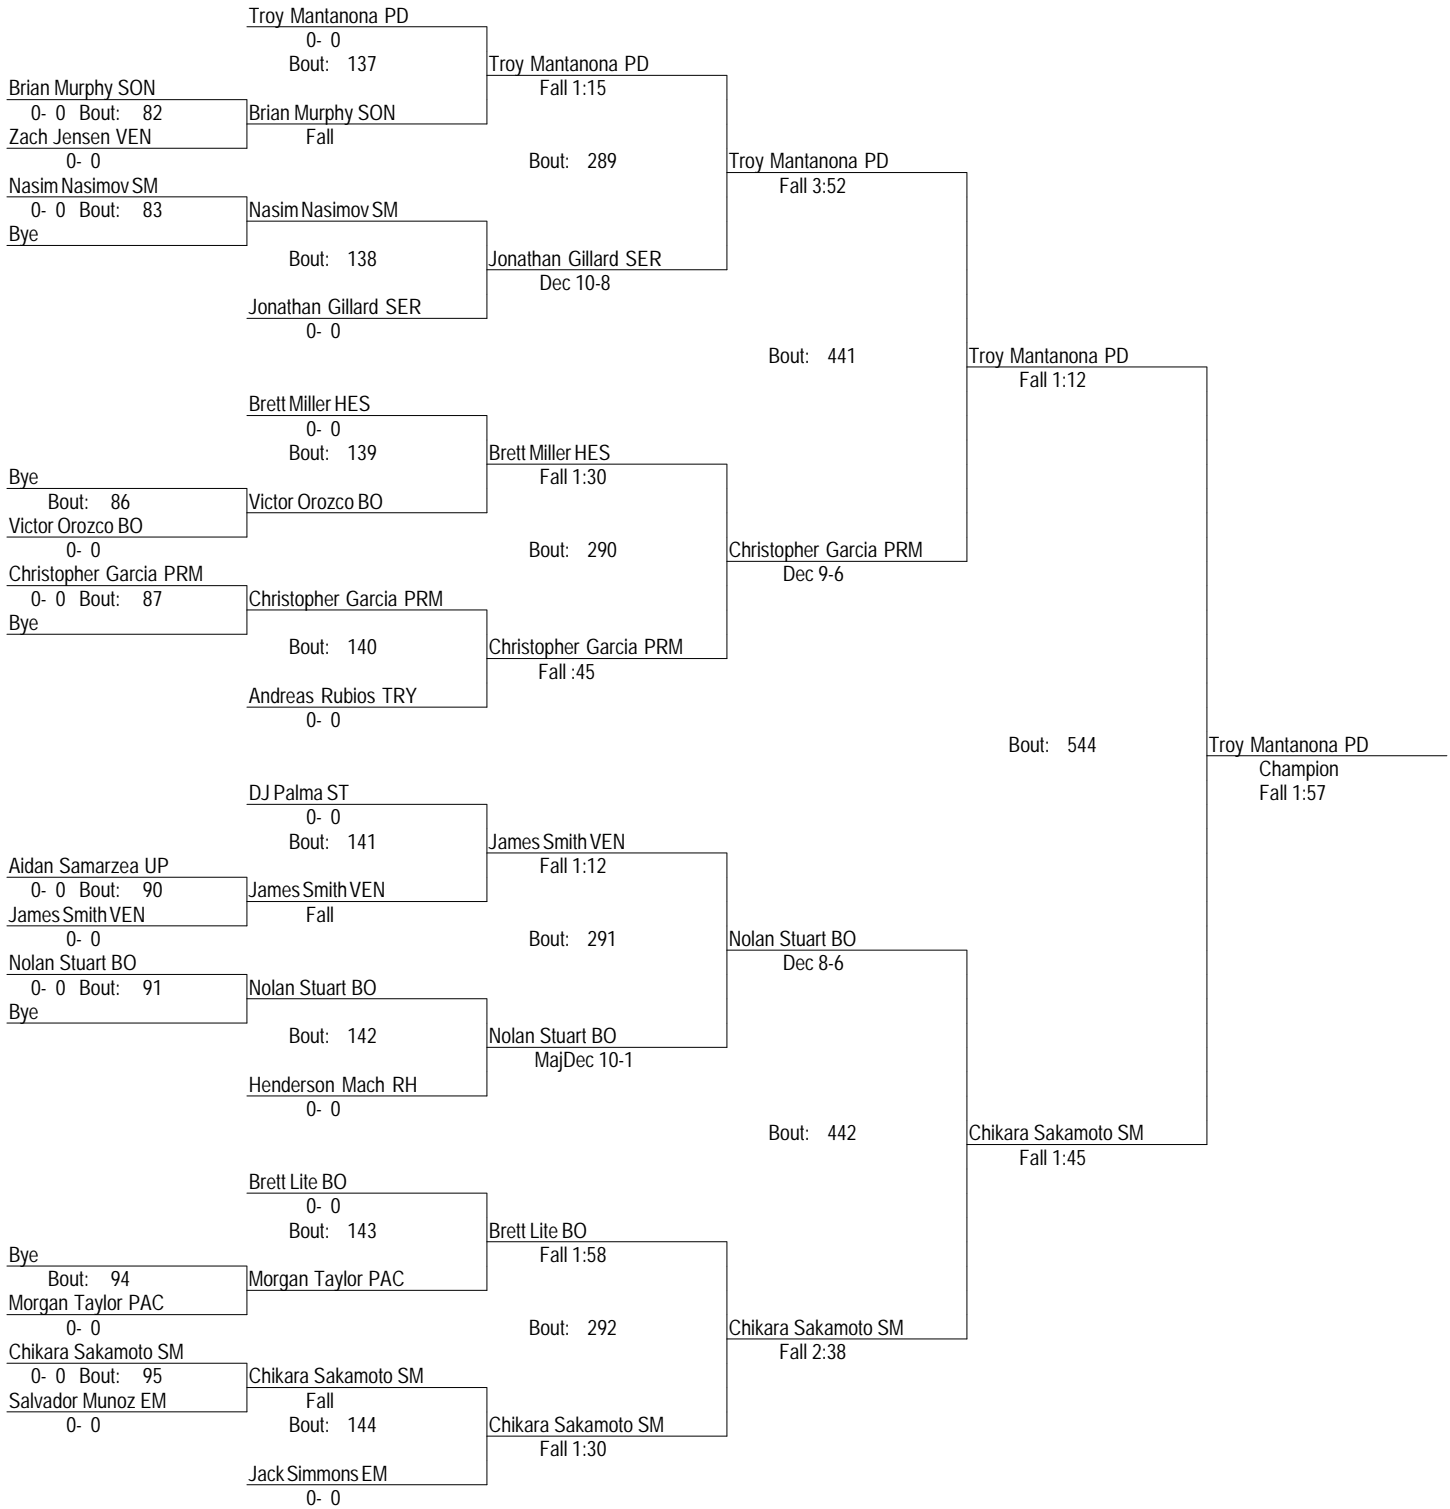 Troy Mantanona PD
0- 0
Bout: 137
Troy Mantanona PD
Fall 1:15
Brian Murphy SON
0- 0 Bout: 82
Brian Murphy SON
Zach Jensen VEN
Fall
0- 0
Bout: 289
Troy Mantanona PD
Fall 3:52
Nasim Nasimov SM
0- 0 Bout: 83
Nasim Nasimov SM
Bye
Bout: 138
Jonathan Gillard SER
Dec 10-8
Jonathan Gillard SER
0- 0
Bout: 441
Troy Mantanona PD
Fall 1:12
Brett Miller HES
0- 0
Bout: 139
Brett Miller HES
Fall 1:30
Bye
Bout: 86
Victor Orozco BO
Victor Orozco BO
0- 0
Bout: 290
Christopher Garcia PRM
Dec 9-6
Christopher Garcia PRM
0- 0 Bout: 87
Christopher Garcia PRM
Bye
Bout: 140
Christopher Garcia PRM
Fall :45
Andreas Rubios TRY
0- 0
Bout: 544
Troy Mantanona PD
Champion
Fall 1:57
DJ Palma ST
0- 0
Bout: 141
James Smith VEN
Fall 1:12
Aidan Samarzea UP
0- 0 Bout: 90
James Smith VEN
James Smith VEN
Fall
0- 0
Bout: 291
Nolan Stuart BO
Dec 8-6
Nolan Stuart BO
0- 0 Bout: 91
Nolan Stuart BO
Bye
Bout: 142
Nolan Stuart BO
MajDec 10-1
Henderson Mach RH
0- 0
Bout: 442
Chikara Sakamoto SM
Fall 1:45
Brett Lite BO
0- 0
Bout: 143
Brett Lite BO
Fall 1:58
Bye
Bout: 94
Morgan Taylor PAC
Morgan Taylor PAC
0- 0
Bout: 292
Chikara Sakamoto SM
Fall 2:38
Chikara Sakamoto SM
0- 0 Bout: 95
Chikara Sakamoto SM
Salvador Munoz EM
Fall
0- 0
Bout: 144
Chikara Sakamoto SM
Fall 1:30
Jack Simmons EM
0- 0